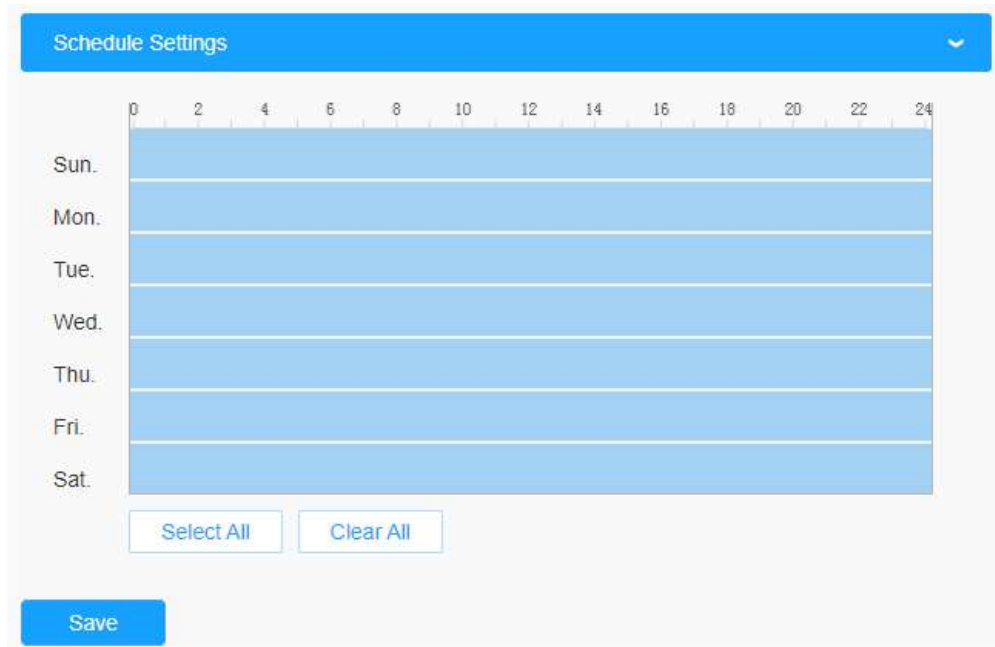 Schedule Settings
0 2 4 6 8 10 12 14 16 18 20 22 24
Sun.
Mon.
Tue.
Wed.
Thu.
Fri.
Sat.
Select All Clear All
Save